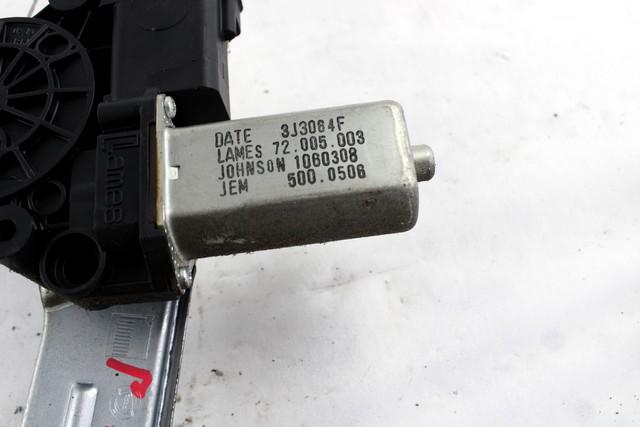 DATE 3J3064F
LAMES 72.005.003
JOHNSON 1060308
JEM 500.0506
Lames